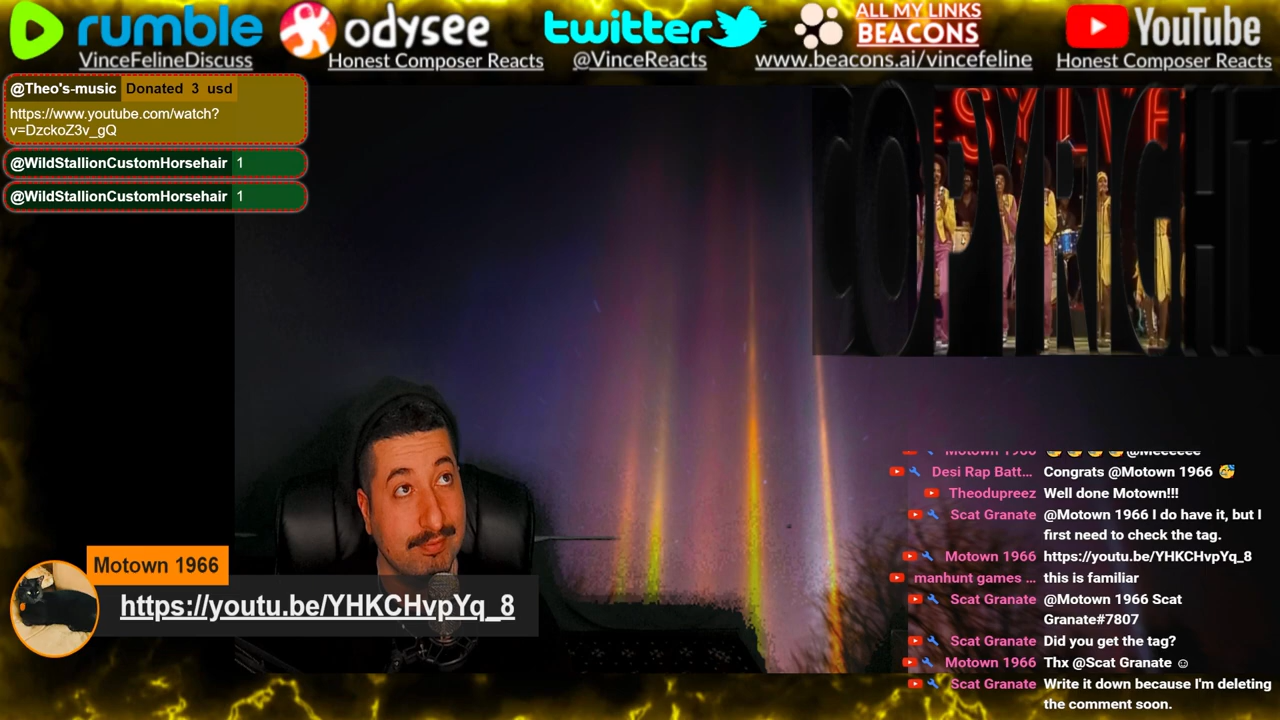 rumble
VinceFelineDiscuss
odysee
Honest Composer Reacts
twitter
@VinceReacts
ALL MY LINKS
BEACONS
www.beacons.ai/vincefeline
YouTube
Honest Composer Reacts
@Theo's-music Donated 3 usd
https://www.youtube.com/watch?
v=DzckoZ3v_gQ
@WildStallionCustomHorsehair 1
@WildStallionCustomHorsehair 1
COPYRIGHT
Motown 1966 @Meeeeee
Desi Rap Batt... Congrats @Motown 1966 🥳
Theodupreez Well done Motown!!!
Scat Granate @Motown 1966 I do have it, but I
first need to check the tag.
Motown 1966 https://youtu.be/YHKCHvpYq_8
manhunt games ... this is familiar
Scat Granate @Motown 1966 Scat
Granate#7807
Scat Granate Did you get the tag?
Motown 1966 Thx @Scat Granate ☺
Scat Granate Write it down because I'm deleting
the comment soon.
Motown 1966
https://youtu.be/YHKCHvpYq_8